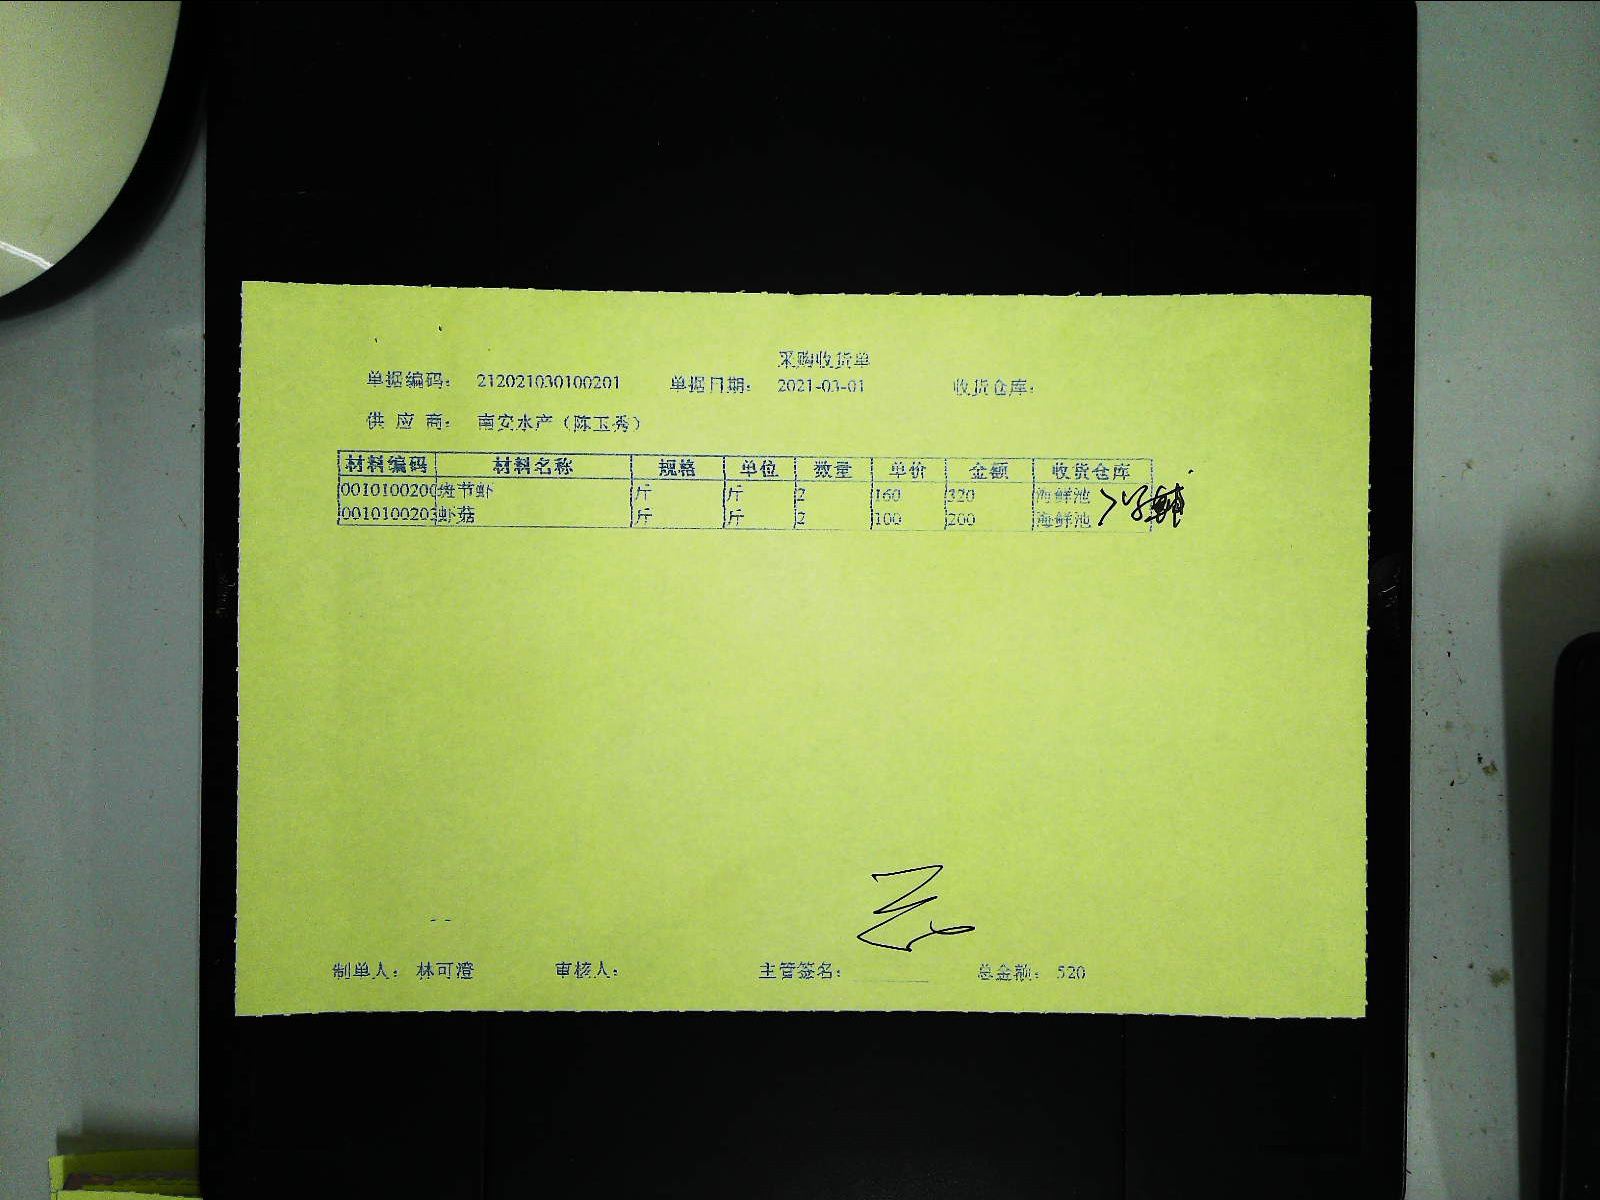 采购收货单
单据编码： 212021030100201 单据日期： 2021-03-01 收货仓库：
供 应 商： 南安水产（陈玉秀）
材料编码 材料名称 规格 单位 数量 单价 金额 收货仓库
0010100200 斑节虾 斤 斤 2 160 320 海鲜池
0010100203 虾菇 斤 斤 2 100 200 海鲜池
制单人： 林可澄 审核人： 主管签名： 总金额： 520